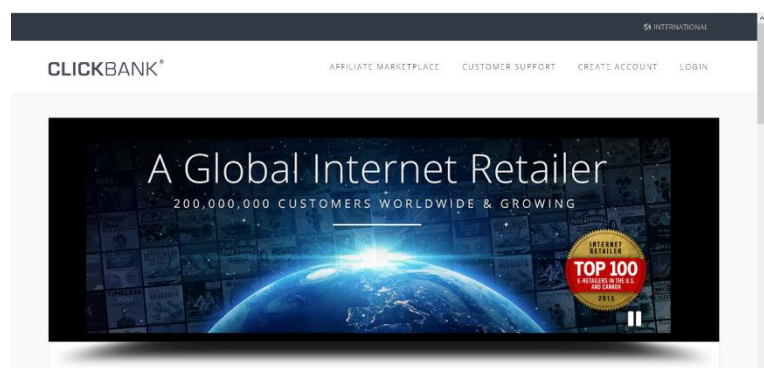 INTERNATIONAL
CLICKBANK®
AFFILIATE MARKETPLACE CUSTOMER SUPPORT CREATE ACCOUNT LOGIN
A Global Internet Retailer
200,000,000 CUSTOMERS WORLDWIDE & GROWING
INTERNET
RETAILER
TOP 100
E-RETAILERS IN THE U.S.
AND CANADA
2015